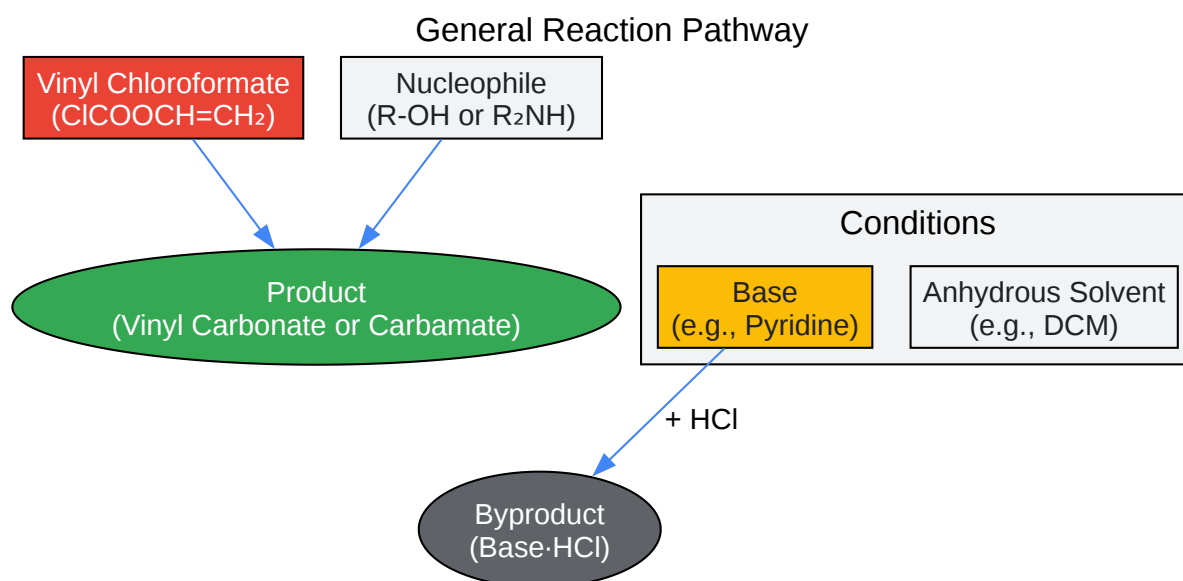 General Reaction Pathway
Vinyl Chloroformate
(ClCOOCH=CH₂)
Nucleophile
(R-OH or R₂NH)
Conditions
Base
(e.g., Pyridine)
Anhydrous Solvent
(e.g., DCM)
Product
(Vinyl Carbonate or Carbamate)
+ HCl
Byproduct
(Base·HCl)